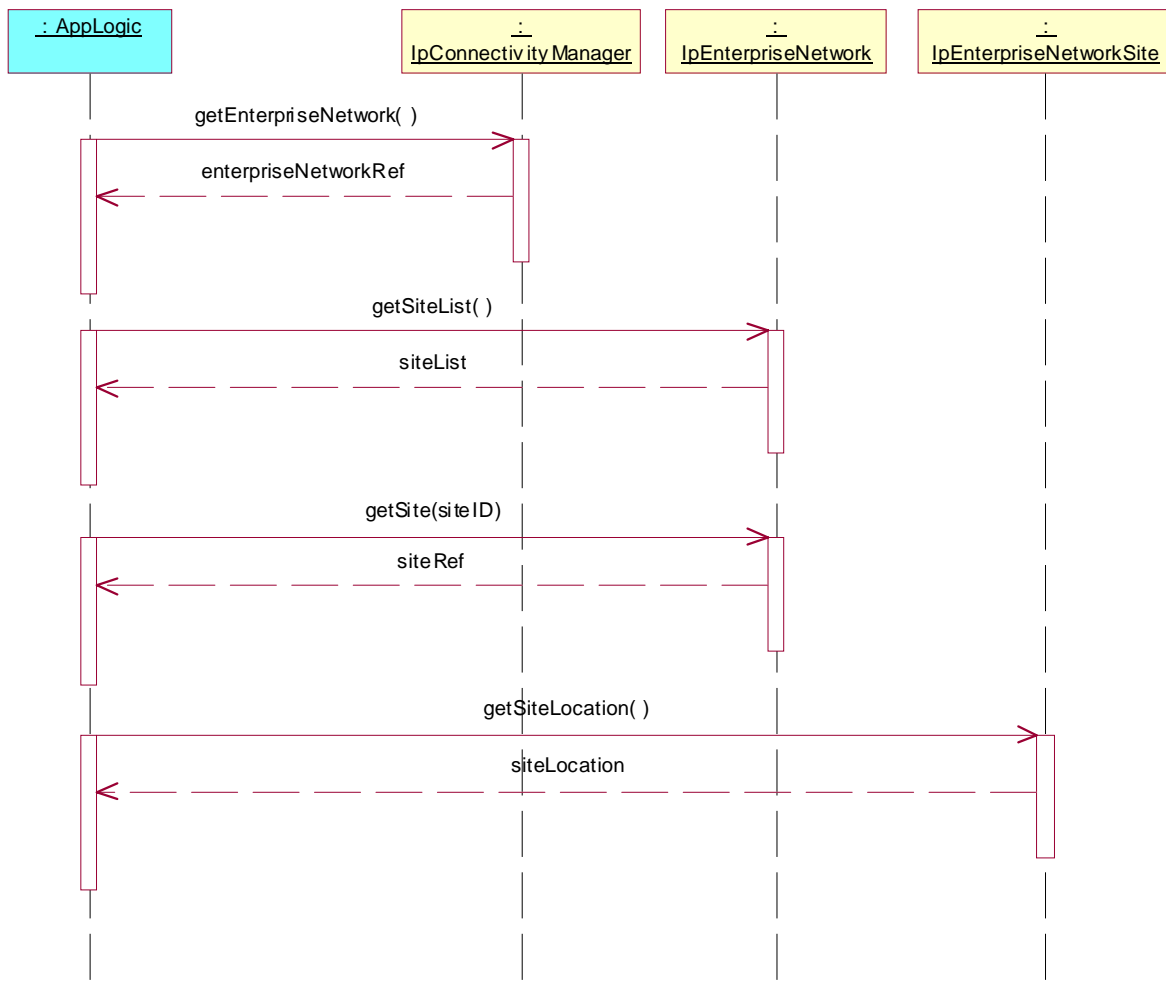 : AppLogic
:
IpConnectivityManager
:
IpEnterpriseNetwork
:
IpEnterpriseNetworkSite
getEnterpriseNetwork( )
enterpriseNetworkRef
getSiteList( )
siteList
getSite(siteID)
siteRef
getSiteLocation( )
siteLocation